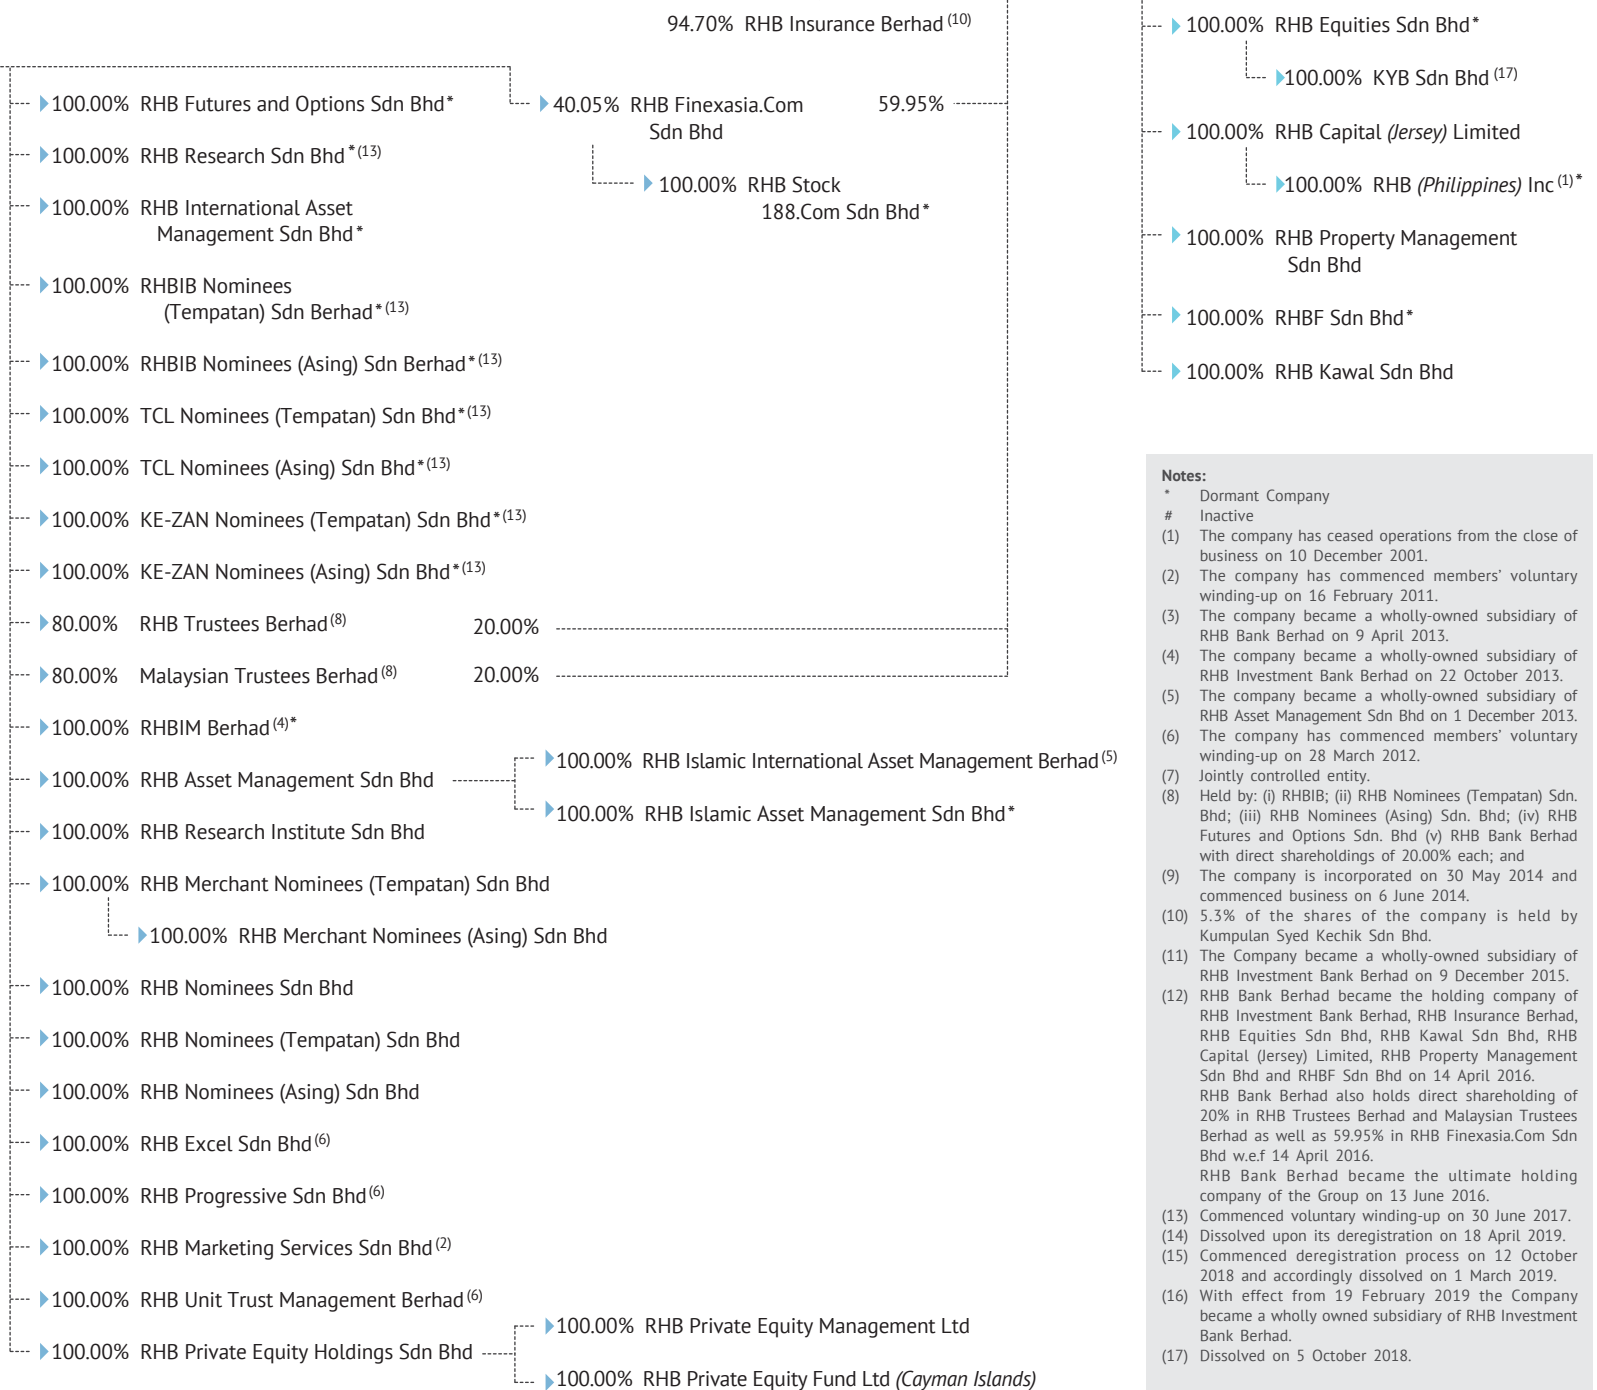 94.70% RHB Insurance Berhad (10)
100.00% RHB Futures and Options Sdn Bhd*
100.00% RHB Research Sdn Bhd*(13)
100.00% RHB International Asset
Management Sdn Bhd*
100.00% RHBIB Nominees
(Tempatan) Sdn Berhad*(13)
100.00% RHBIB Nominees (Asing) Sdn Berhad*(13)
100.00% TCL Nominees (Tempatan) Sdn Bhd*(13)
100.00% TCL Nominees (Asing) Sdn Bhd*(13)
100.00% KE-ZAN Nominees (Tempatan) Sdn Bhd*(13)
100.00% KE-ZAN Nominees (Asing) Sdn Bhd*(13)
80.00% RHB Trustees Berhad(8) 20.00%
80.00% Malaysian Trustees Berhad(8) 20.00%
100.00% RHBIM Berhad(4)*
100.00% RHB Asset Management Sdn Bhd
100.00% RHB Islamic International Asset Management Berhad(5)
100.00% RHB Islamic Asset Management Sdn Bhd*
100.00% RHB Research Institute Sdn Bhd
100.00% RHB Merchant Nominees (Tempatan) Sdn Bhd
100.00% RHB Merchant Nominees (Asing) Sdn Bhd
100.00% RHB Nominees Sdn Bhd
100.00% RHB Nominees (Tempatan) Sdn Bhd
100.00% RHB Nominees (Asing) Sdn Bhd
100.00% RHB Excel Sdn Bhd(6)
100.00% RHB Progressive Sdn Bhd(6)
100.00% RHB Marketing Services Sdn Bhd(2)
100.00% RHB Unit Trust Management Berhad(6)
100.00% RHB Private Equity Holdings Sdn Bhd
100.00% RHB Private Equity Management Ltd
100.00% RHB Private Equity Fund Ltd (Cayman Islands)
40.05% RHB Finexasia.Com 59.95%
Sdn Bhd
100.00% RHB Stock
188.Com Sdn Bhd*
100.00% RHB Equities Sdn Bhd*
100.00% KYB Sdn Bhd (17)
100.00% RHB Capital (Jersey) Limited
100.00% RHB (Philippines) Inc(1)*
100.00% RHB Property Management
Sdn Bhd
100.00% RHBF Sdn Bhd*
100.00% RHB Kawal Sdn Bhd
Notes:
* Dormant Company
# Inactive
(1) The company has ceased operations from the close of
business on 10 December 2001.
(2) The company has commenced members' voluntary
winding-up on 16 February 2011.
(3) The company became a wholly-owned subsidiary of
RHB Bank Berhad on 9 April 2013.
(4) The company became a wholly-owned subsidiary of
RHB Investment Bank Berhad on 22 October 2013.
(5) The company became a wholly-owned subsidiary of
RHB Asset Management Sdn Bhd on 1 December 2013.
(6) The company has commenced members' voluntary
winding-up on 28 March 2012.
(7) Jointly controlled entity.
(8) Held by: (i) RHBIB; (ii) RHB Nominees (Tempatan) Sdn.
Bhd; (iii) RHB Nominees (Asing) Sdn. Bhd; (iv) RHB
Futures and Options Sdn. Bhd (v) RHB Bank Berhad
with direct shareholdings of 20.00% each; and
(9) The company is incorporated on 30 May 2014 and
commenced business on 6 June 2014.
(10) 5.3% of the shares of the company is held by
Kumpulan Syed Kechik Sdn Bhd.
(11) The Company became a wholly-owned subsidiary of
RHB Investment Bank Berhad on 9 December 2015.
(12) RHB Bank Berhad became the holding company of
RHB Investment Bank Berhad, RHB Insurance Berhad,
RHB Equities Sdn Bhd, RHB Kawal Sdn Bhd, RHB
Capital (Jersey) Limited, RHB Property Management
Sdn Bhd and RHBF Sdn Bhd on 14 April 2016.
RHB Bank Berhad also holds direct shareholding of
20% in RHB Trustees Berhad and Malaysian Trustees
Berhad as well as 59.95% in RHB Finexasia.Com Sdn
Bhd w.e.f 14 April 2016.
RHB Bank Berhad became the ultimate holding
company of the Group on 13 June 2016.
(13) Commenced voluntary winding-up on 30 June 2017.
(14) Dissolved upon its deregistration on 18 April 2019.
(15) Commenced deregistration process on 12 October
2018 and accordingly dissolved on 1 March 2019.
(16) With effect from 19 February 2019 the Company
became a wholly owned subsidiary of RHB Investment
Bank Berhad.
(17) Dissolved on 5 October 2018.